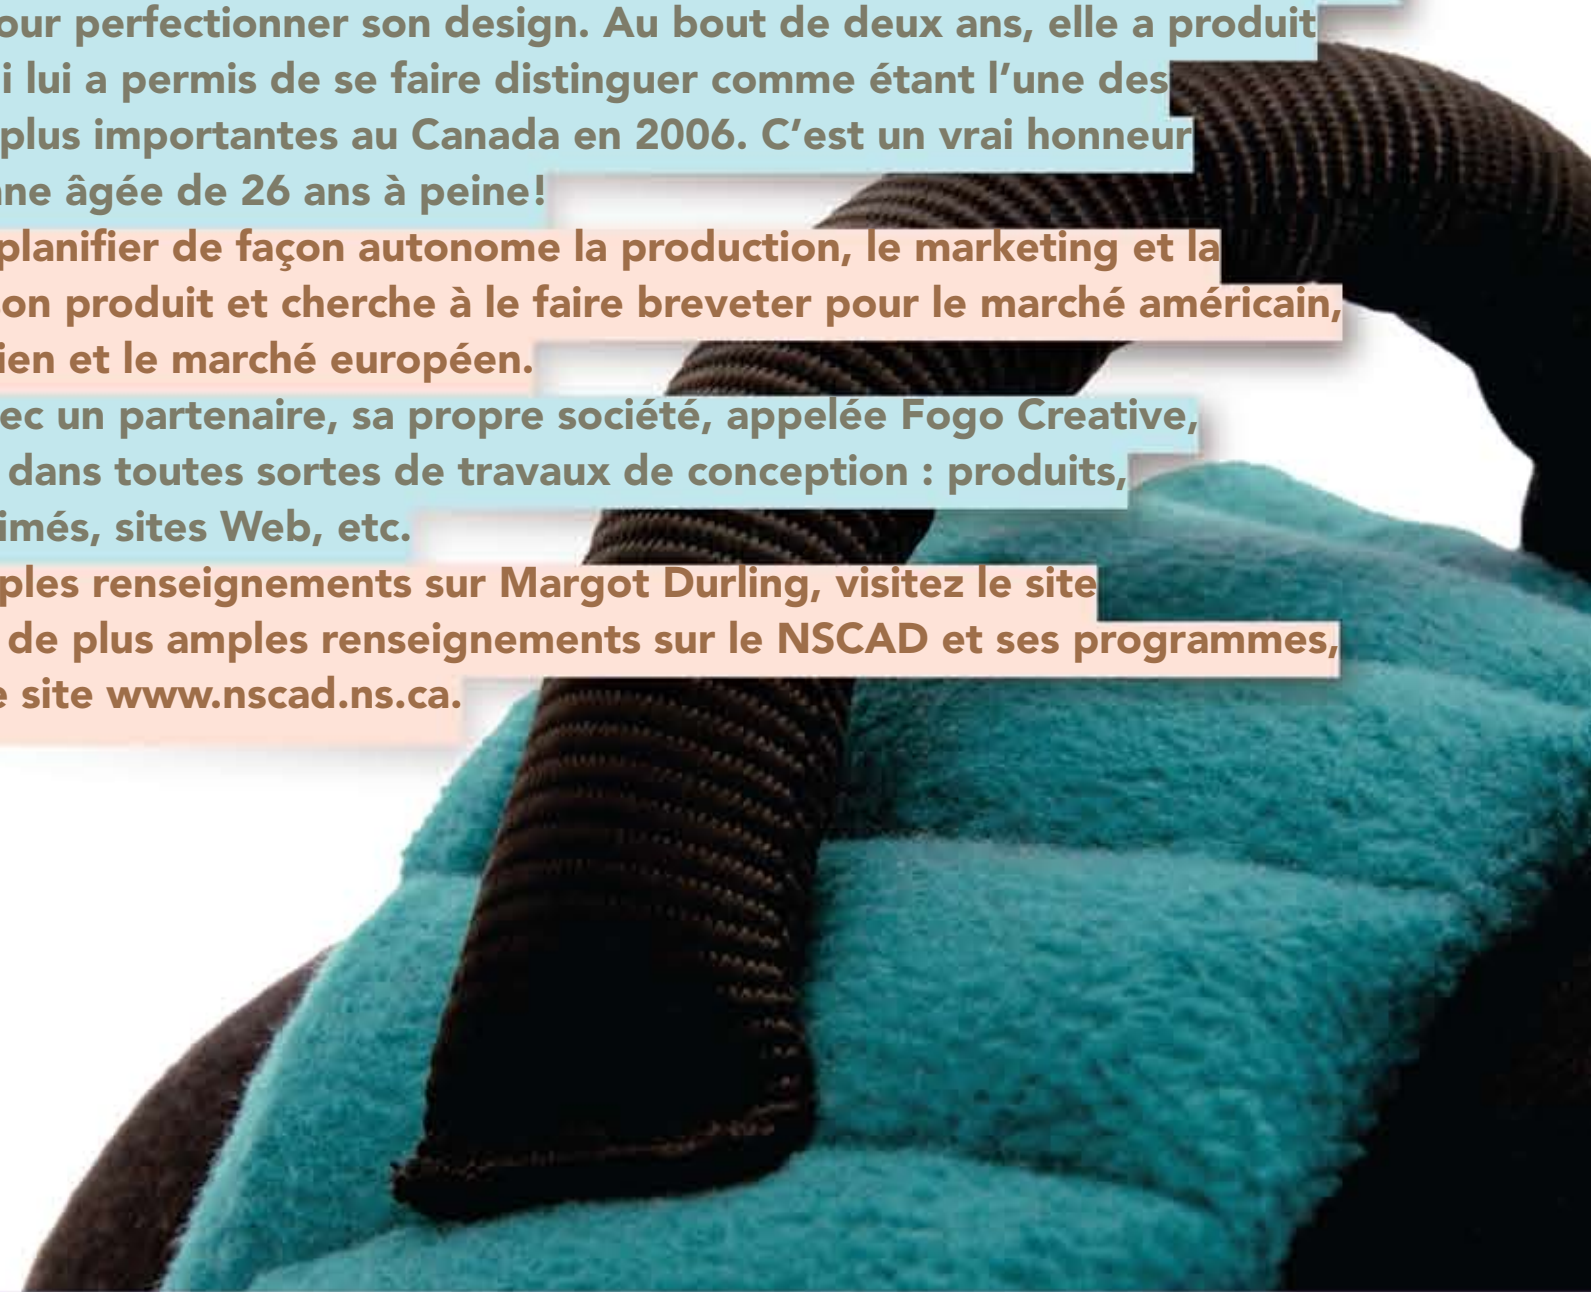 our perfectionner son design. Au bout de deux ans, elle a produit
i lui a permis de se faire distinguer comme étant l'une des
plus importantes au Canada en 2006. C'est un vrai honneur
nne âgée de 26 ans à peine!
planifier de façon autonome la production, le marketing et la
on produit et cherche à le faire breveter pour le marché américain,
ien et le marché européen.
ec un partenaire, sa propre société, appelée Fogo Creative,
dans toutes sortes de travaux de conception : produits,
imés, sites Web, etc.
ples renseignements sur Margot Durling, visitez le site
de plus amples renseignements sur le NSCAD et ses programmes,
e site www.nscad.ns.ca.